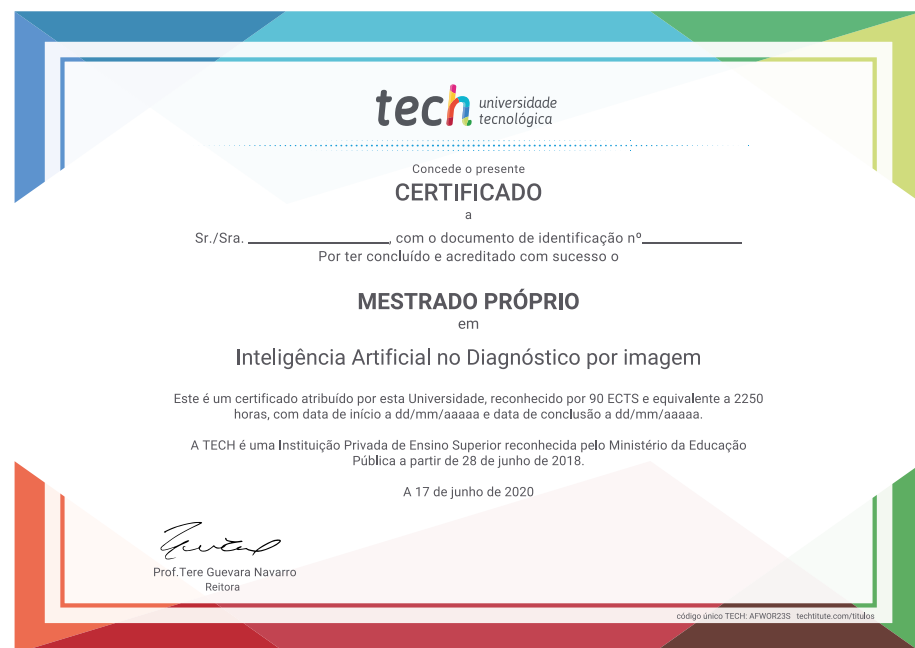 tech universidade
tecnológica
Concede o presente
CERTIFICADO
a
Sr./Sra. ____________________, com o documento de identificação nº______________
Por ter concluído e acreditado com sucesso o
MESTRADO PRÓPRIO
em
Inteligência Artificial no Diagnóstico por imagem
Este é um certificado atribuído por esta Universidade, reconhecido por 90 ECTS e equivalente a 2250
horas, com data de início a dd/mm/aaaaa e data de conclusão a dd/mm/aaaaa.
A TECH é uma Instituição Privada de Ensino Superior reconhecida pelo Ministério da Educação
Pública a partir de 28 de junho de 2018.
A 17 de junho de 2020
Prof.Tere Guevara Navarro
Reitora
código único TECH: AFWOR23S techtitute.com/titulos